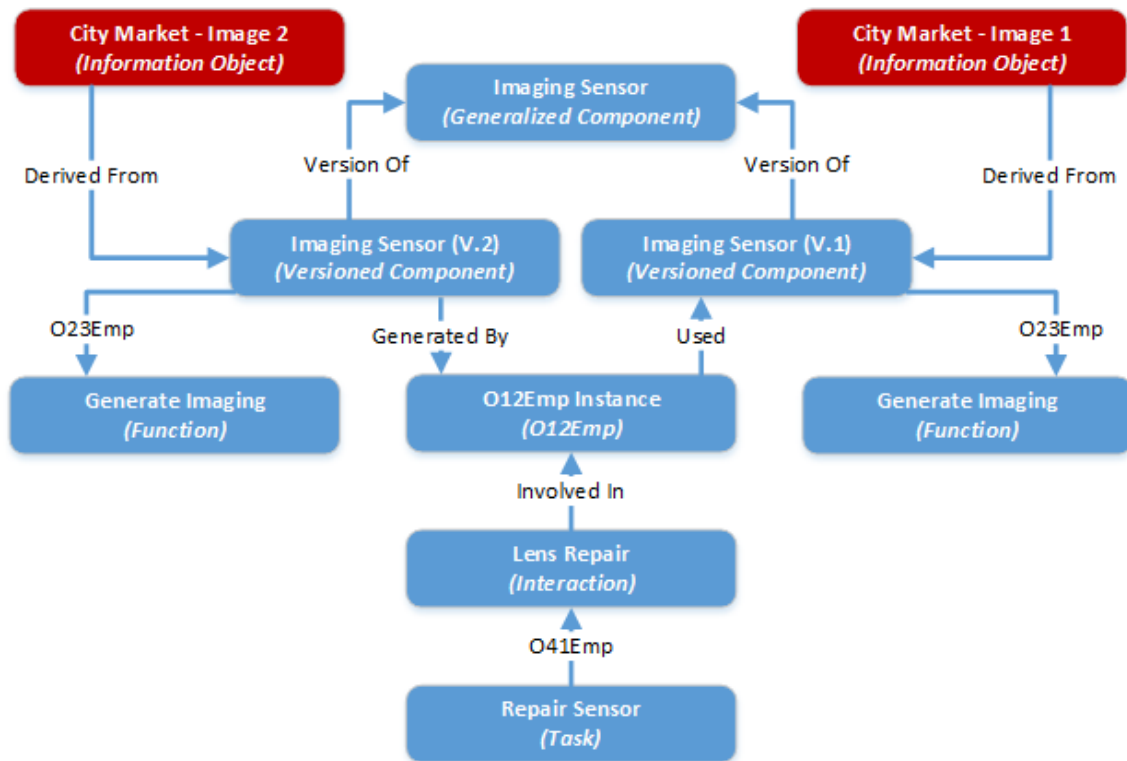 City Market - Image 2
(Information Object)
City Market - Image 1
(Information Object)
Imaging Sensor
(Generalized Component)
Version Of
Version Of
Derived From
Derived From
Imaging Sensor (V.2)
(Versioned Component)
Imaging Sensor (V.1)
(Versioned Component)
O23Emp
Generated By
Used
O23Emp
Generate Imaging
(Function)
O12Emp Instance
(O12Emp)
Generate Imaging
(Function)
Involved In
Lens Repair
(Interaction)
O41Emp
Repair Sensor
(Task)